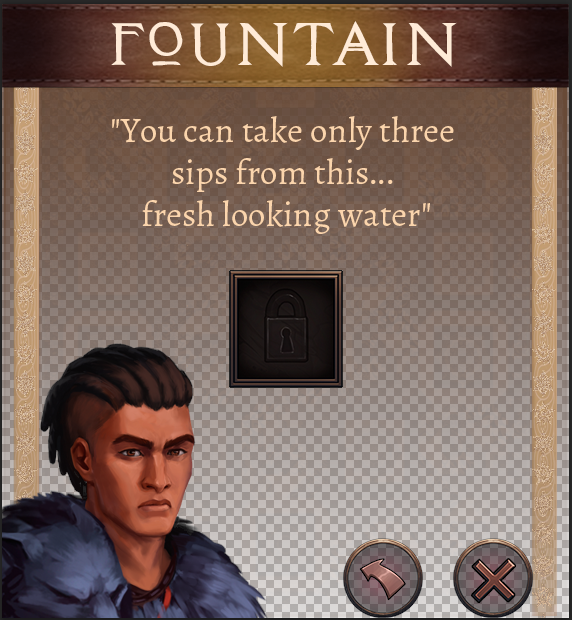 FOUNTAIN
"You can take only three
sips from this...
fresh looking water"